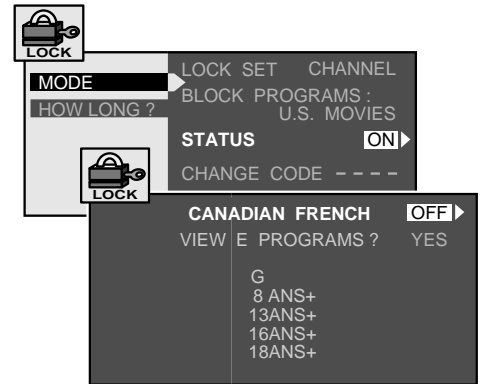 LOCK
MODE
HOW LONG ?
LOCK SET CHANNEL
BLOCK PROGRAMS :
U.S. MOVIES
STATUS ON
CHANGE CODE – – – –
LOCK
CANADIAN FRENCH OFF
VIEW E PROGRAMS ? YES
G
8 ANS+
13ANS+
16ANS+
18ANS+